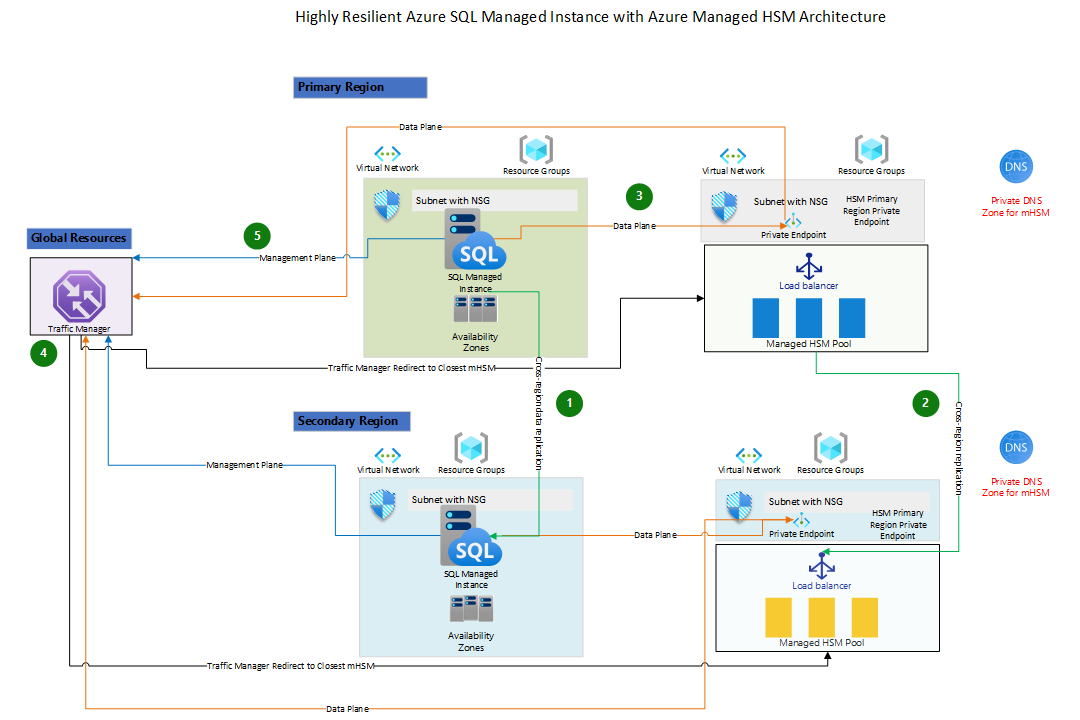 Highly Resilient Azure SQL Managed Instance with Azure Managed HSM Architecture
Primary Region
Data Plane
Virtual Network
Resource Groups
Virtual Network
Resource Groups
DNS
Private DNS
Zone for mHSM
Subnet with NSG
3
Subnet with NSG
HSM Primary
Region Private
Endpoint
Private Endpoint
Data Plane
Global Resources
5
Management Plane
SQL
SQL Managed
Instance
Load balancer
Traffic Manager
4
Availability
Zones
Managed HSM Pool
Traffic Manager Redirect to Closest mHSM
Cross-region data replication
1
2
Cross-region replication
Secondary Region
Virtual Network
Resource Groups
Virtual Network
Resource Groups
DNS
Private DNS
Zone for mHSM
Management Plane
Subnet with NSG
Subnet with NSG
HSM Primary
Region Private
Endpoint
Private Endpoint
Data Plane
SQL
SQL Managed
Instance
Load balancer
Availability
Zones
Managed HSM Pool
Traffic Manager Redirect to Closest mHSM
Data Plane